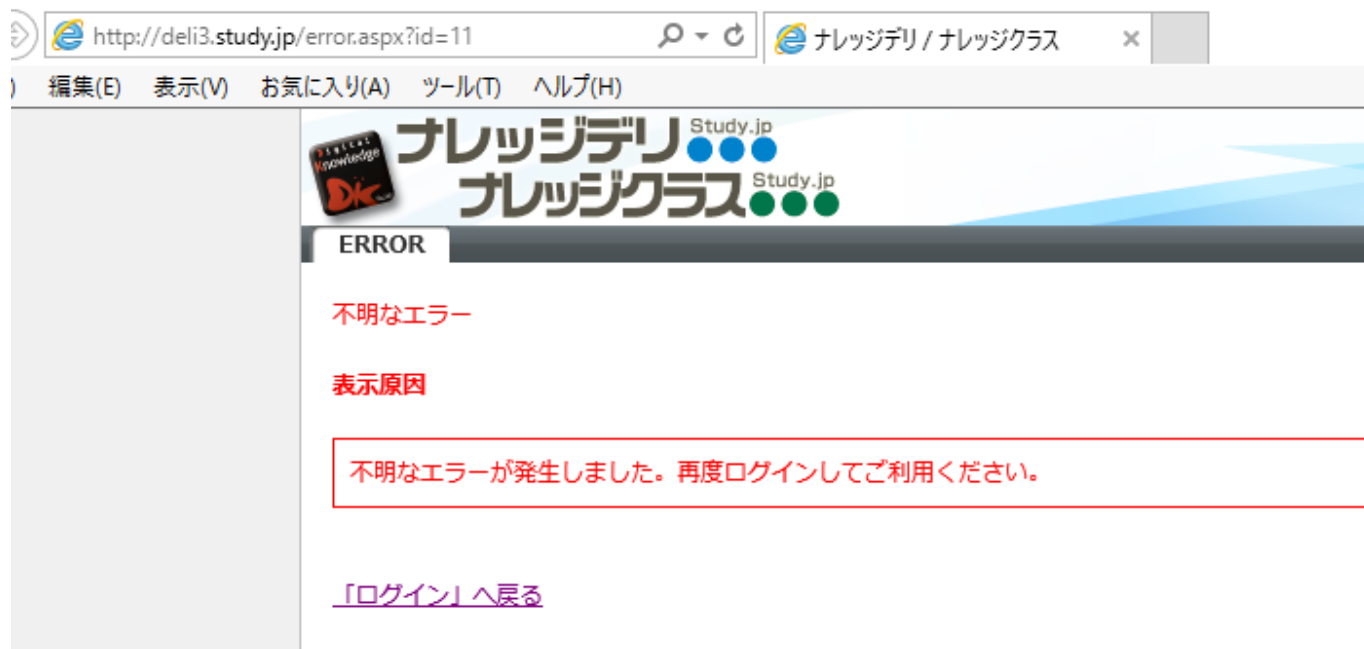 http://deli3.study.jp/error.aspx?id=11
ナレッジデリ / ナレッジクラス
編集(E) 表示(V) お気に入り(A) ツール(T) ヘルプ(H)
Digital Knowledge
DK
ナレッジデリ Study.jp
ナレッジクラス Study.jp
ERROR
不明なエラー
表示原因
不明なエラーが発生しました。再度ログインしてご利用ください。
「ログイン」へ戻る